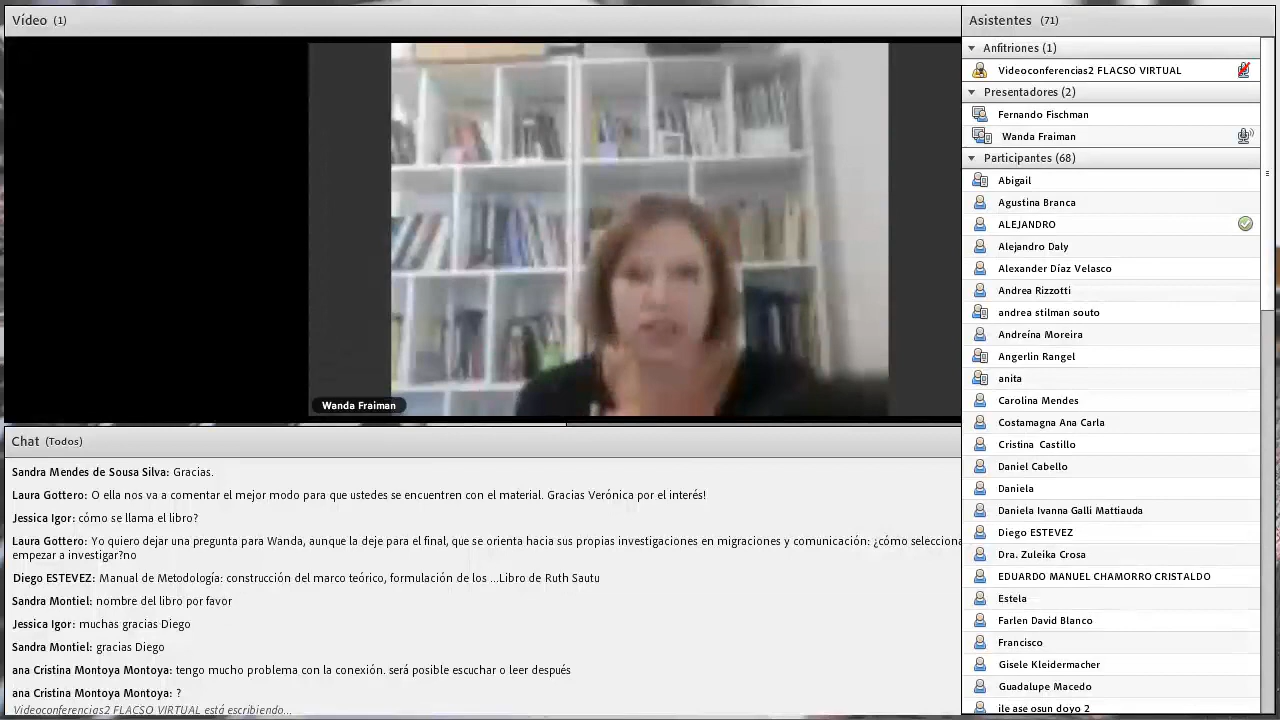 Vídeo (1)
Wanda Fraiman
Chat (Todos)
Sandra Mendes de Sousa Silva: Gracias.
Laura Gottero: O ella nos va a comentar el mejor modo para que ustedes se encuentren con el material. Gracias Verónica por el interés!
Jessica Igor: cómo se llama el libro?
Laura Gottero: Yo quiero dejar una pregunta para Wanda, aunque la deje para el final, que se orienta hacia sus propias investigaciones en migraciones y comunicación: ¿cómo selecciona
empezar a investigar?no
Diego ESTEVEZ: Manual de Metodología: construcción del marco teórico, formulación de los ...Libro de Ruth Sautu
Sandra Montiel: nombre del libro por favor
Jessica Igor: muchas gracias Diego
Sandra Montiel: gracias Diego
ana Cristina Montoya Montoya: tengo mucho problema con la conexión. será posible escuchar o leer después
ana Cristina Montoya Montoya: ?
Videoconferencias2 FLACSO VIRTUAL está escribiendo...
Asistentes (71)
Anfitriones (1)
Videoconferencias2 FLACSO VIRTUAL
Presentadores (2)
Fernando Fischman
Wanda Fraiman
Participantes (68)
Abigail
Agustina Branca
ALEJANDRO
Alejandro Daly
Alexander Díaz Velasco
Andrea Rizzotti
andrea stilman souto
Andreína Moreira
Angerlin Rangel
anita
Carolina Mendes
Costamagna Ana Carla
Cristina Castillo
Daniel Cabello
Daniela
Daniela Ivanna Galli Mattiauda
Diego ESTEVEZ
Dra. Zuleika Crosa
EDUARDO MANUEL CHAMORRO CRISTALDO
Estela
Farlen David Blanco
Francisco
Gisele Kleidermacher
Guadalupe Macedo
ile ase osun doyo 2